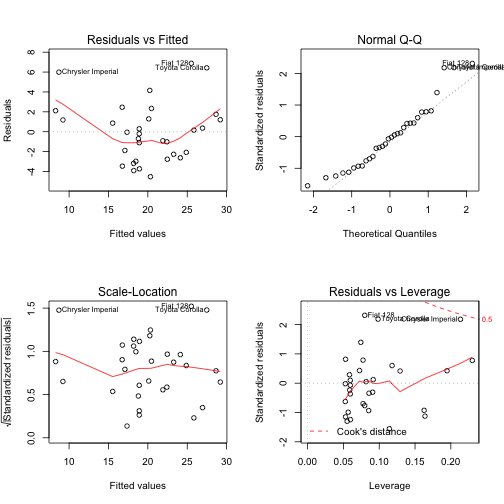 Residuals vs Fitted
Residuals
8
6
4
2
0
-2
-4
Fiat 128
Toyota Corolla
Chrysler Imperial
10
15
20
25
30
Fitted values
Normal Q-Q
Standardized residuals
2
1
0
-1
Fiat 128
-2
-1
0
1
2
Theoretical Quantiles
Scale-Location
√|Standardized residuals|
1.5
1.0
0.5
0.0
Fiat 128
Chrysler Imperial
Toyota Corolla
10
15
20
25
30
Fitted values
Residuals vs Leverage
Standardized residuals
2
1
0
-1
-2
Fiat 128
Toyota Corolla
Chrysler Imperial
0.5
Cook's distance
0.00
0.05
0.10
0.15
0.20
Leverage